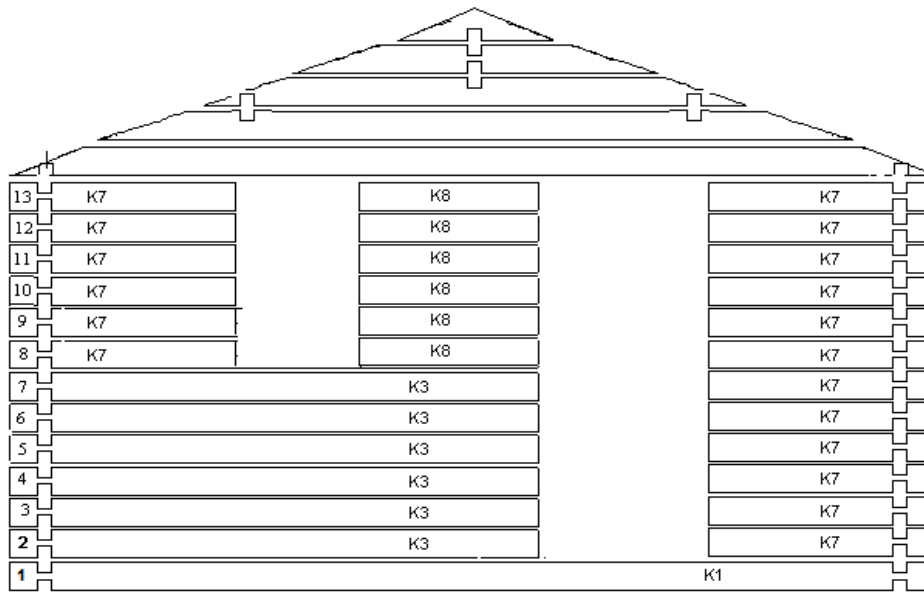 13 K7 K8 K7
12 K7 K8 K7
11 K7 K8 K7
10 K7 K8 K7
9 K7 K8 K7
8 K7 K8 K7
7 K3 K7
6 K3 K7
5 K3 K7
4 K3 K7
3 K3 K7
2 K3 K7
1 K1